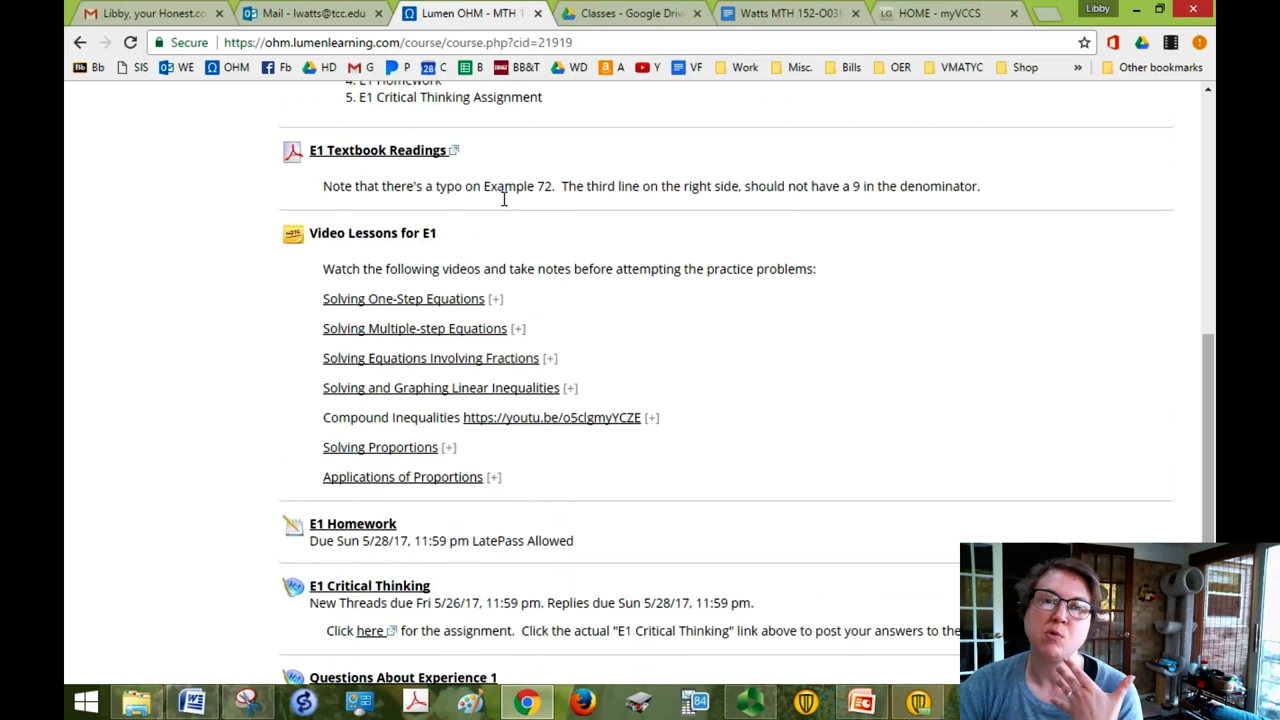 Libby
Libby, your Honest.co
Mail - lwatts@tcc.edu
Lumen OHM - MTH 1
Classes - Google Driv
Watts MTH 152-O03
HOME - myVCCS
Secure
https://ohm.lumenlearning.com/course/course.php?cid=21919
Bb SIS WE OHM Fb HD G P C B BB&T WD A Y VF Work Misc. Bills OER VMATYC Shop » Other bookmarks
4. E1 Homework
5. E1 Critical Thinking Assignment
E1 Textbook Readings
Note that there's a typo on Example 72. The third line on the right side, should not have a 9 in the denominator.
Video Lessons for E1
Watch the following videos and take notes before attempting the practice problems:
Solving One-Step Equations [+]
Solving Multiple-step Equations [+]
Solving Equations Involving Fractions [+]
Solving and Graphing Linear Inequalities [+]
Compound Inequalities https://youtu.be/o5clgmyYCZE [+]
Solving Proportions [+]
Applications of Proportions [+]
E1 Homework
Due Sun 5/28/17, 11:59 pm LatePass Allowed
E1 Critical Thinking
New Threads due Fri 5/26/17, 11:59 pm. Replies due Sun 5/28/17, 11:59 pm.
Click here for the assignment. Click the actual "E1 Critical Thinking" link above to post your answers to the
Questions About Experience 1